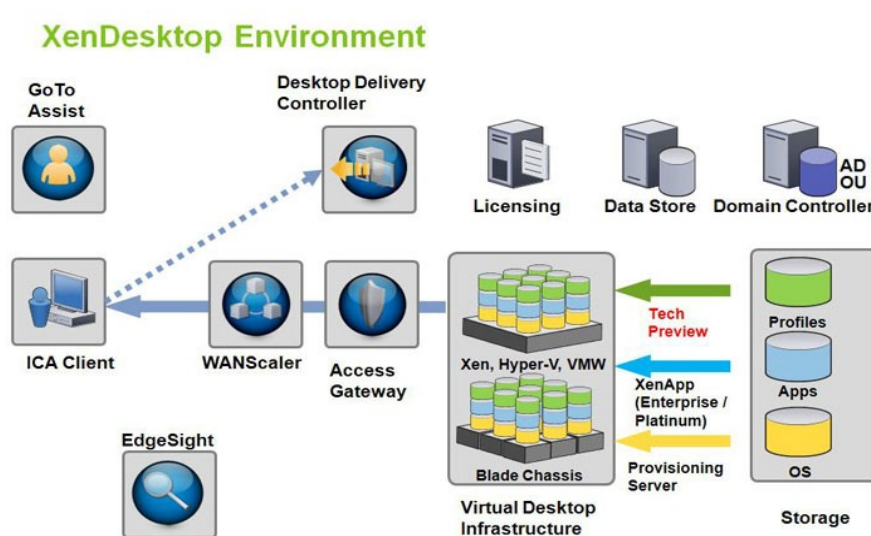 XenDesktop Environment
GoTo
Assist
Desktop Delivery
Controller
Licensing
Data Store
Domain Controller
AD
OU
ICA Client
WANScaler
Access
Gateway
Xen, Hyper-V, VMW
Blade Chassis
Virtual Desktop
Infrastructure
Tech
Preview
XenApp
(Enterprise /
Platinum)
Provisioning
Server
Profiles
Apps
OS
Storage
EdgeSight